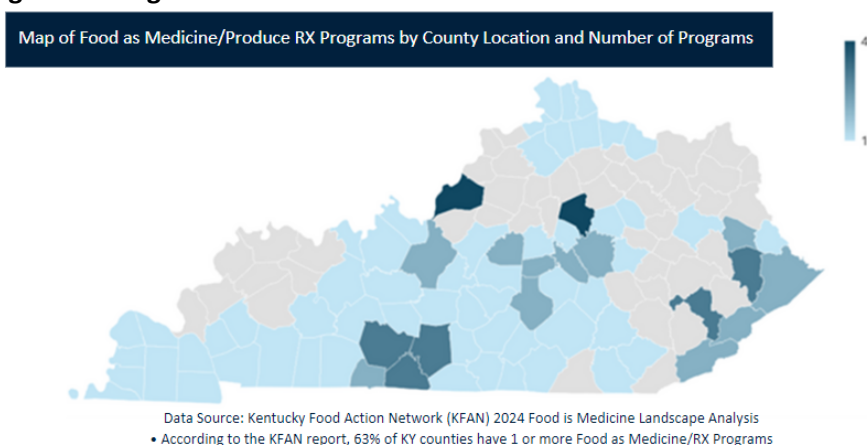 Map of Food as Medicine/Produce RX Programs by County Location and Number of Programs
4
1
Data Source: Kentucky Food Action Network (KFAN) 2024 Food is Medicine Landscape Analysis
• According to the KFAN report, 63% of KY counties have 1 or more Food as Medicine/RX Programs